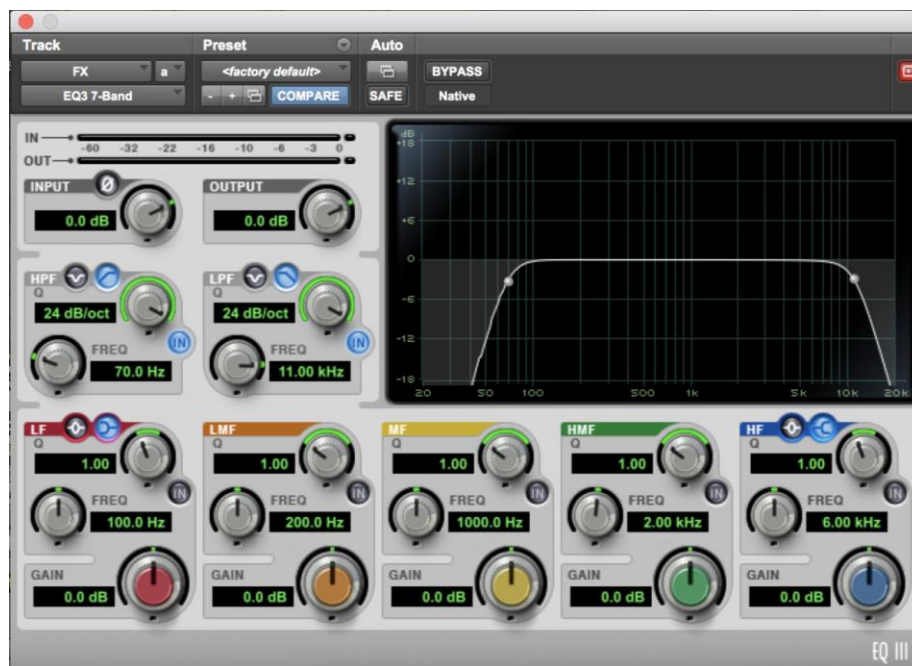 Track Preset Auto
FX a <factory default> BYPASS
EQ3 7-Band - + COMPARE SAFE Native
IN
-60 -32 -22 -16 -10 -6 -3 0
OUT
INPUT Ø OUTPUT
0.0 dB 0.0 dB
HPF LPF
Q Q
24 dB/oct 24 dB/oct
IN IN
FREQ FREQ
70.0 Hz 11.00 kHz
dB
+18
+12
+6
0
-6
-12
-18
20 50 100 500 1k 5k 10k 20k
LF LMF MF HMF HF
Q Q Q Q Q
1.00 1.00 1.00 1.00 1.00
IN IN IN IN IN
FREQ FREQ FREQ FREQ FREQ
100.0 Hz 200.0 Hz 1000.0 Hz 2.00 kHz 6.00 kHz
GAIN GAIN GAIN GAIN GAIN
0.0 dB 0.0 dB 0.0 dB 0.0 dB 0.0 dB
EQ III